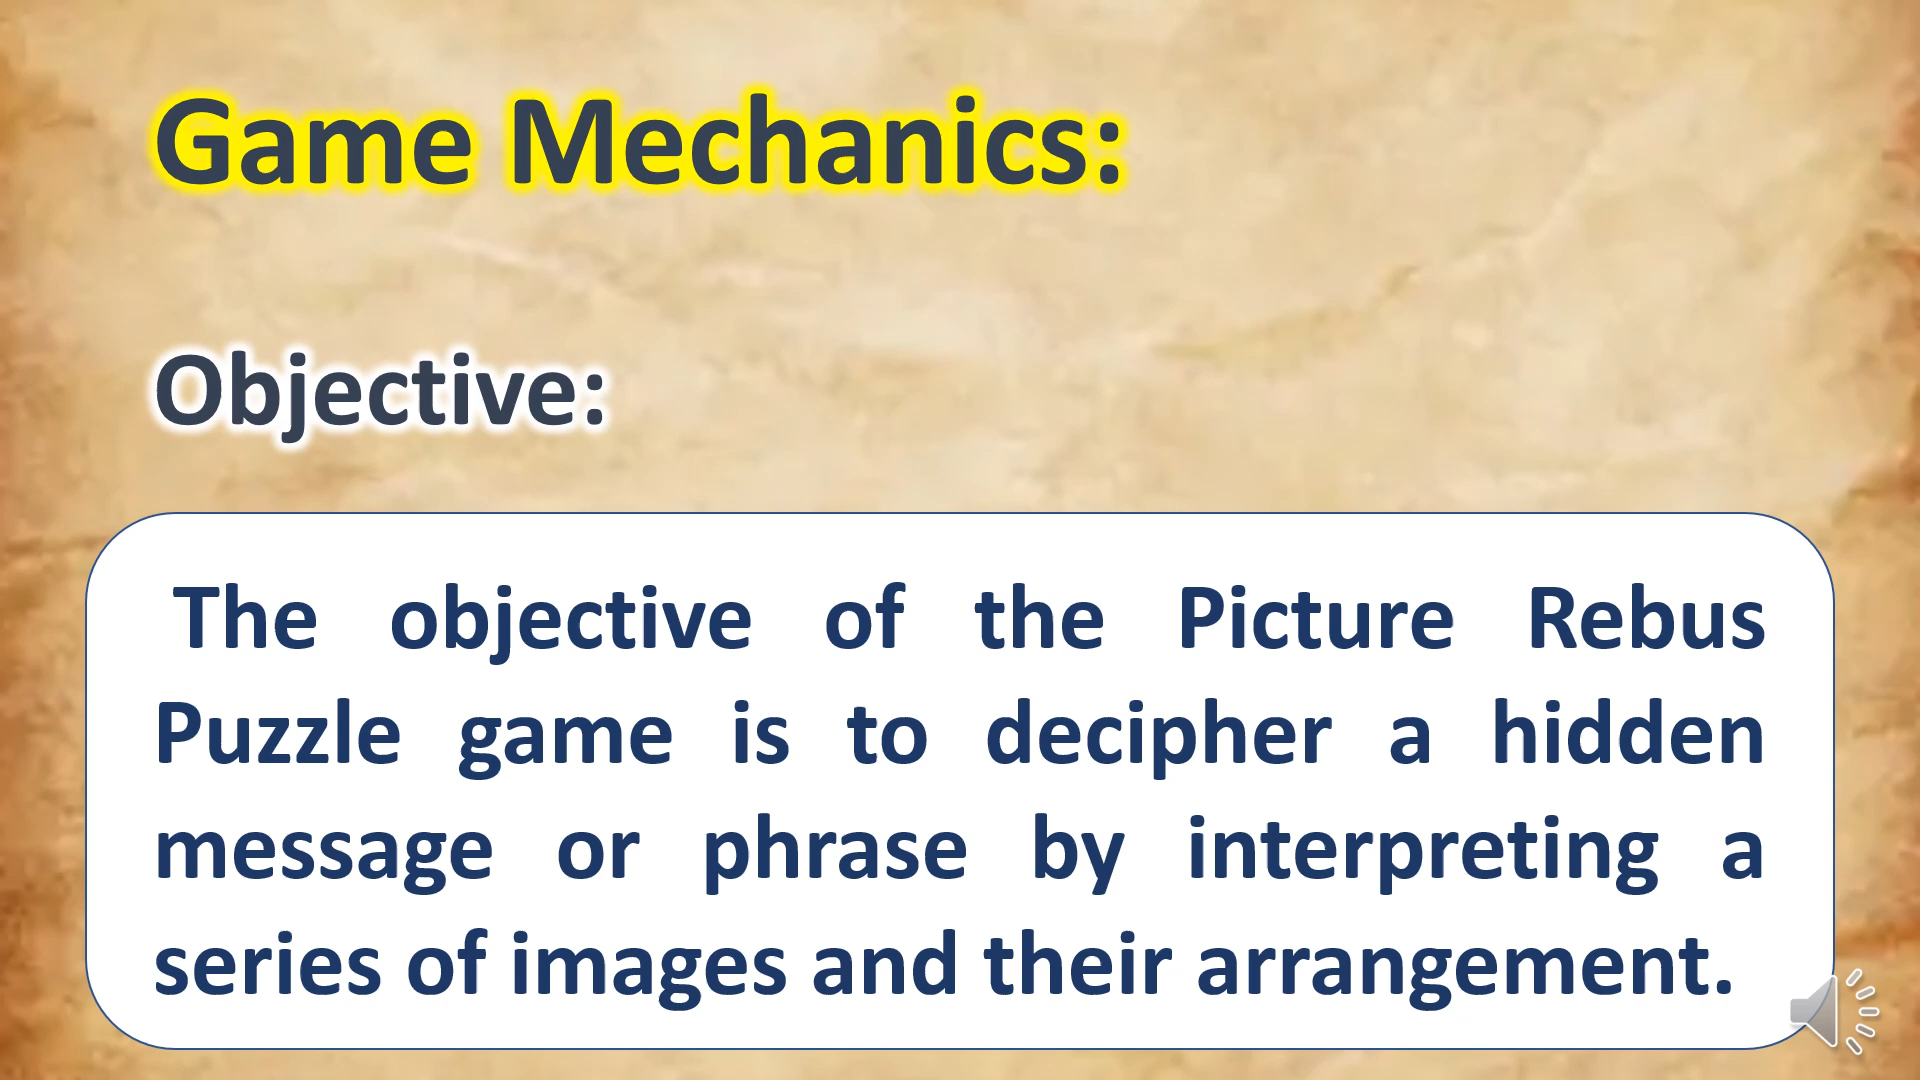 Game Mechanics:
Objective:
The objective of the Picture Rebus
Puzzle game is to decipher a hidden
message or phrase by interpreting a
series of images and their arrangement.